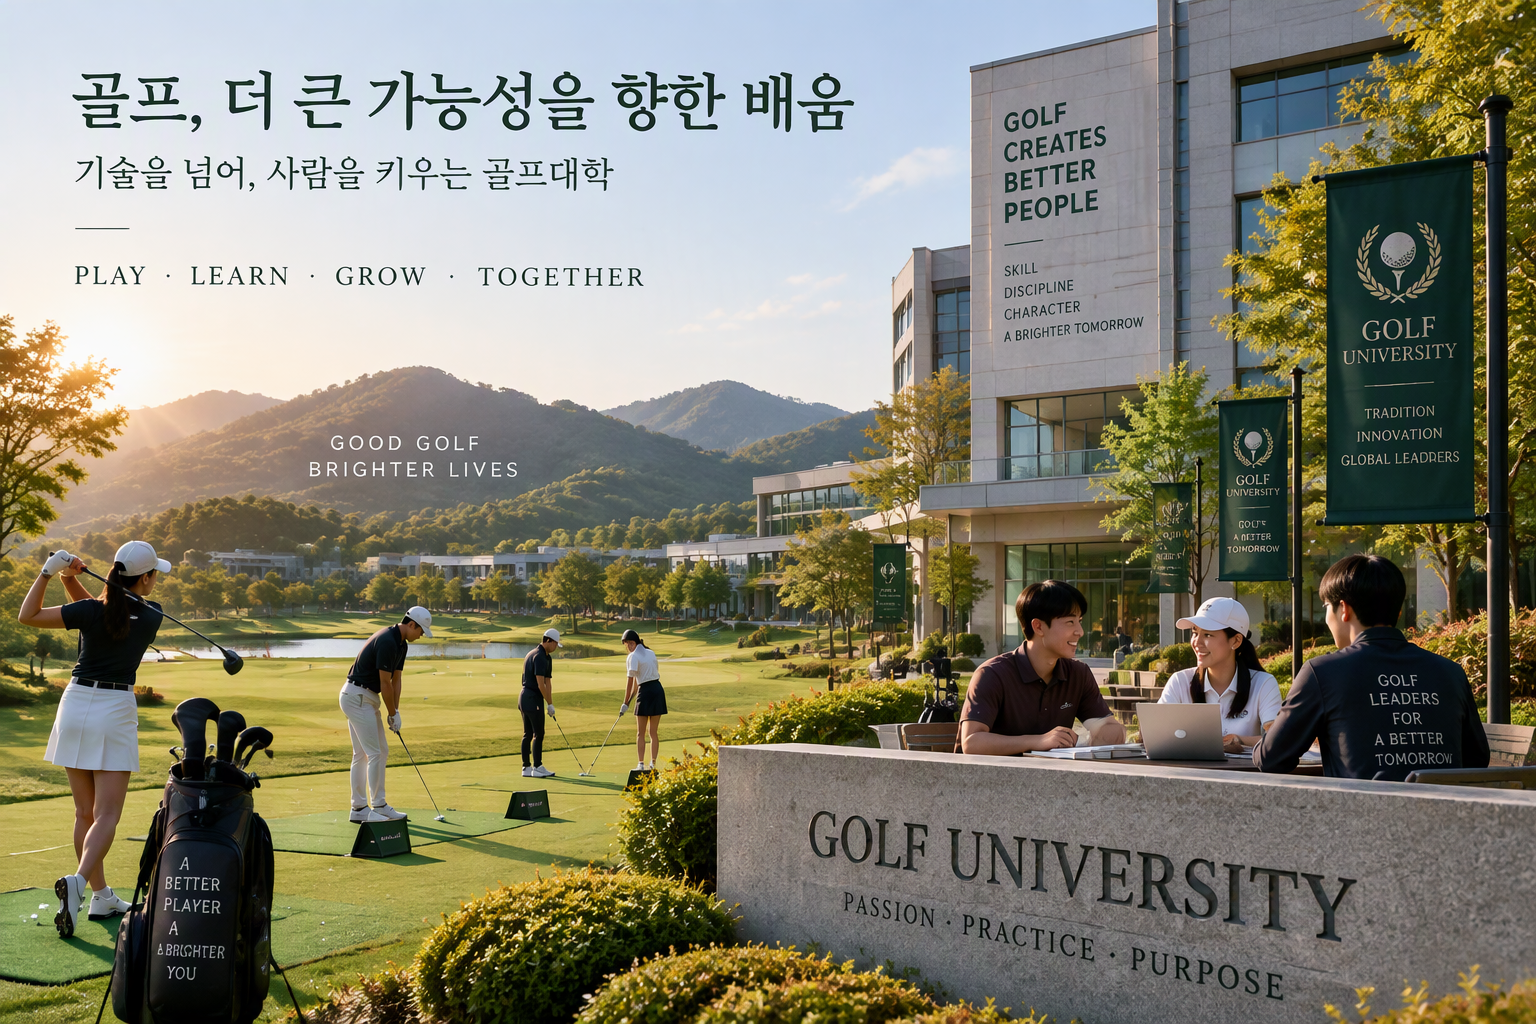 골프, 더 큰 가능성을 향한 배움
기술을 넘어, 사람을 키우는 골프대학
PLAY · LEARN · GROW · TOGETHER
GOOD GOLF
BRIGHTER LIVES
GOLF
CREATES
BETTER
PEOPLE
SKILL
DISCIPLINE
CHARACTER
A BRIGHTER TOMORROW
GOLF
UNIVERSITY
TRADITION
INNOVATION
GLOBAL LEADERS
GOLF
UNIVERSITY
A BETTER
TOMORROW
GOLF
LEADERS
FOR
A BETTER
TOMORROW
A
BETTER
PLAYER
A
A BRIGHTER
YOU
GOLF UNIVERSITY
PASSION · PRACTICE · PURPOSE